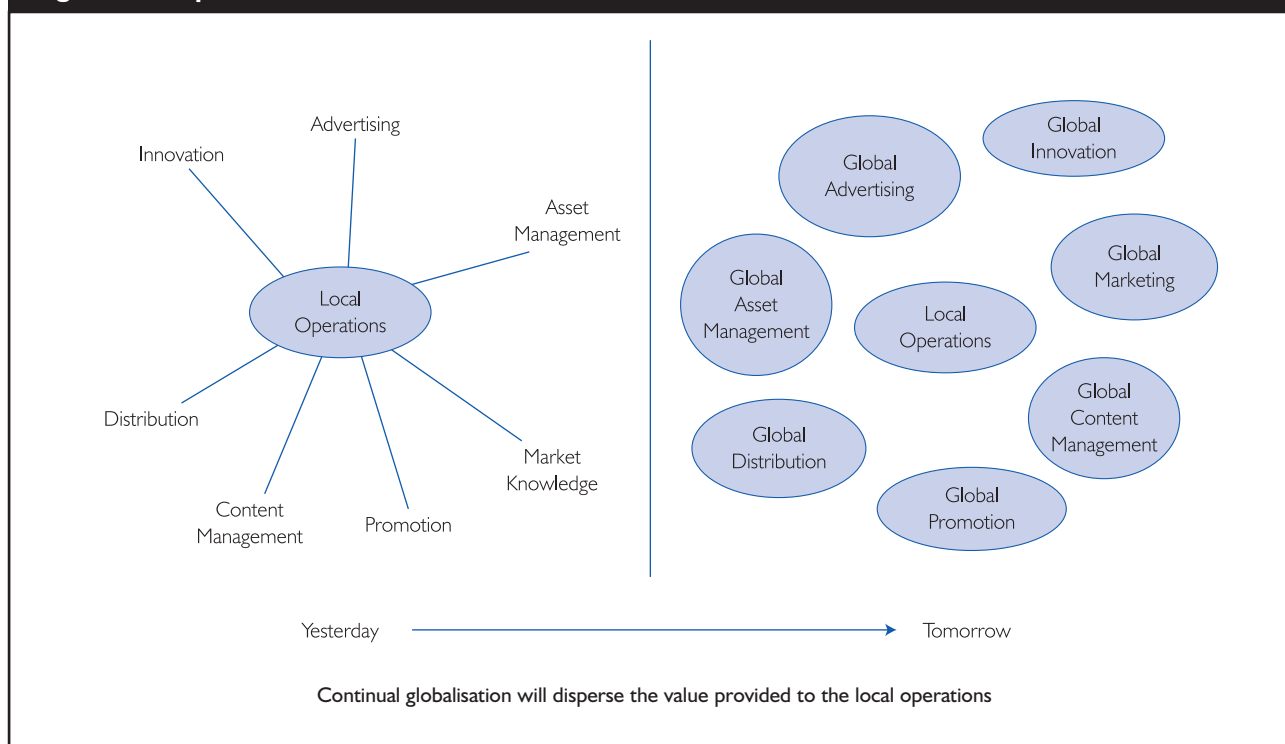 Advertising
Innovation
Asset
Management
Local
Operations
Distribution
Market
Knowledge
Content
Management
Promotion
Global
Advertising
Global
Innovation
Global
Asset
Management
Local
Operations
Global
Marketing
Global
Distribution
Global
Content
Management
Global
Promotion
Yesterday
Tomorrow
Continual globalisation will disperse the value provided to the local operations